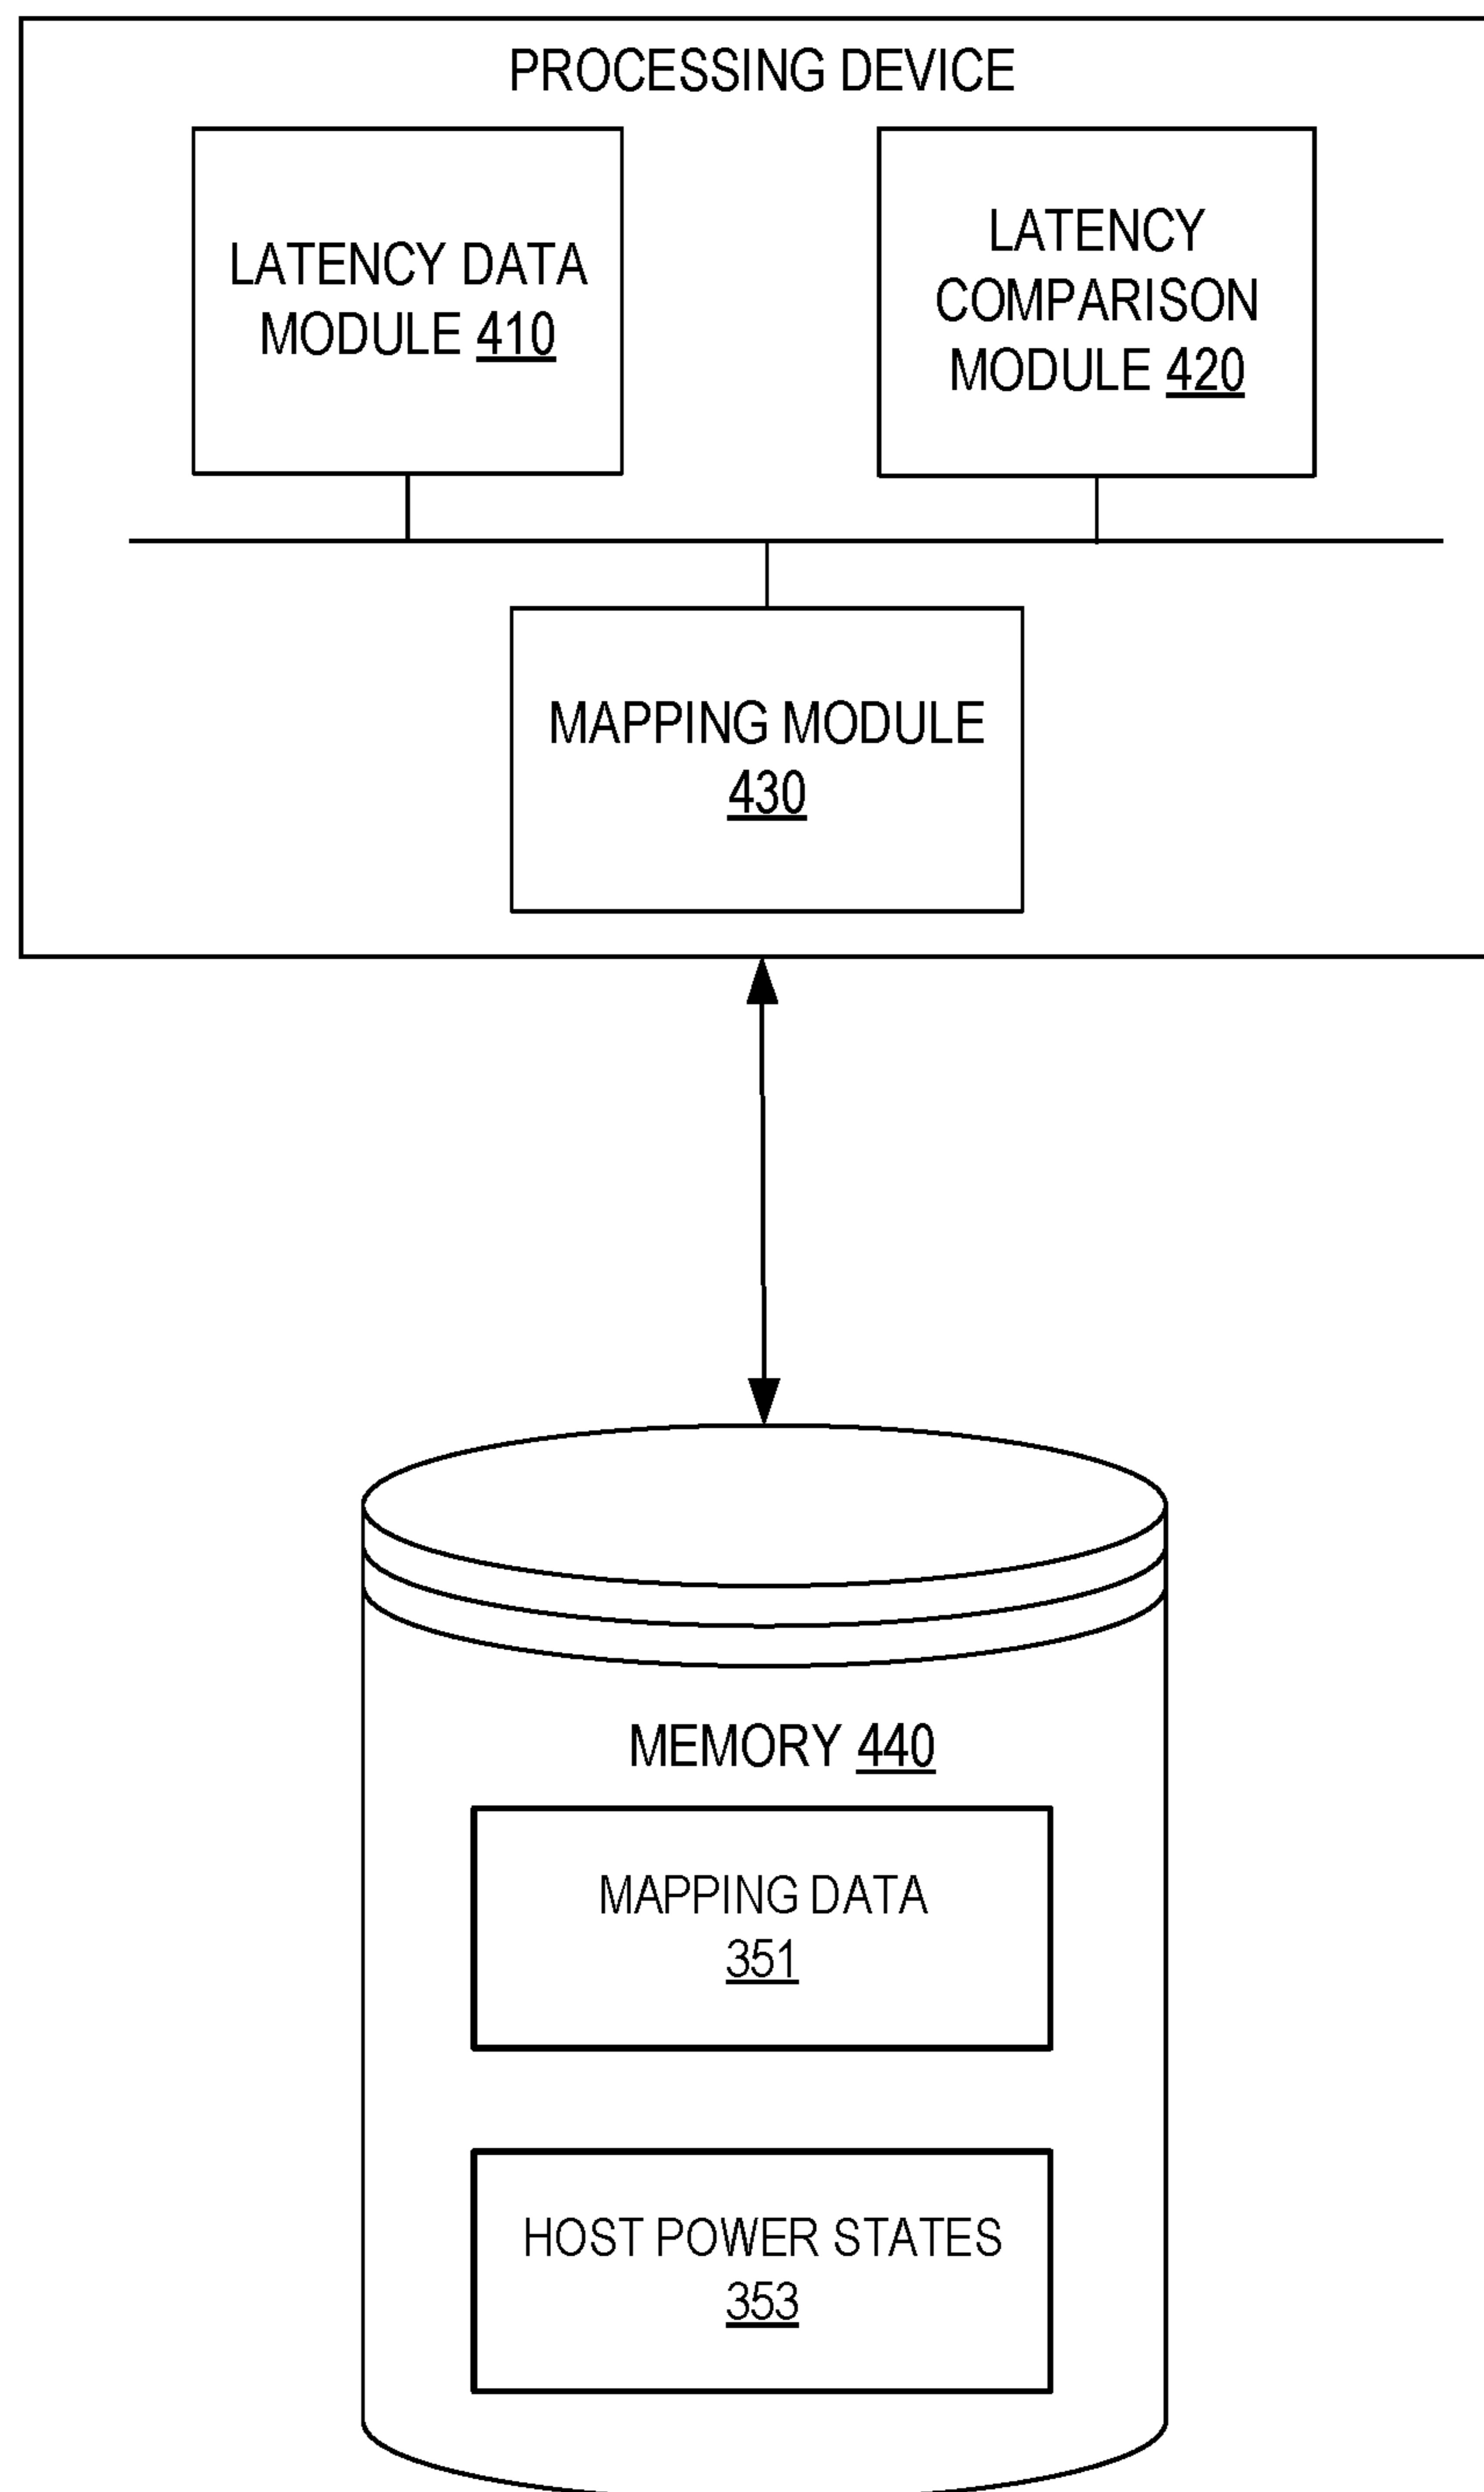 PROCESSING DEVICE
LATENCY DATA
MODULE 410
LATENCY
COMPARISON
MODULE 420
MAPPING MODULE
430
MEMORY 440
MAPPING DATA
351
HOST POWER STATES
353